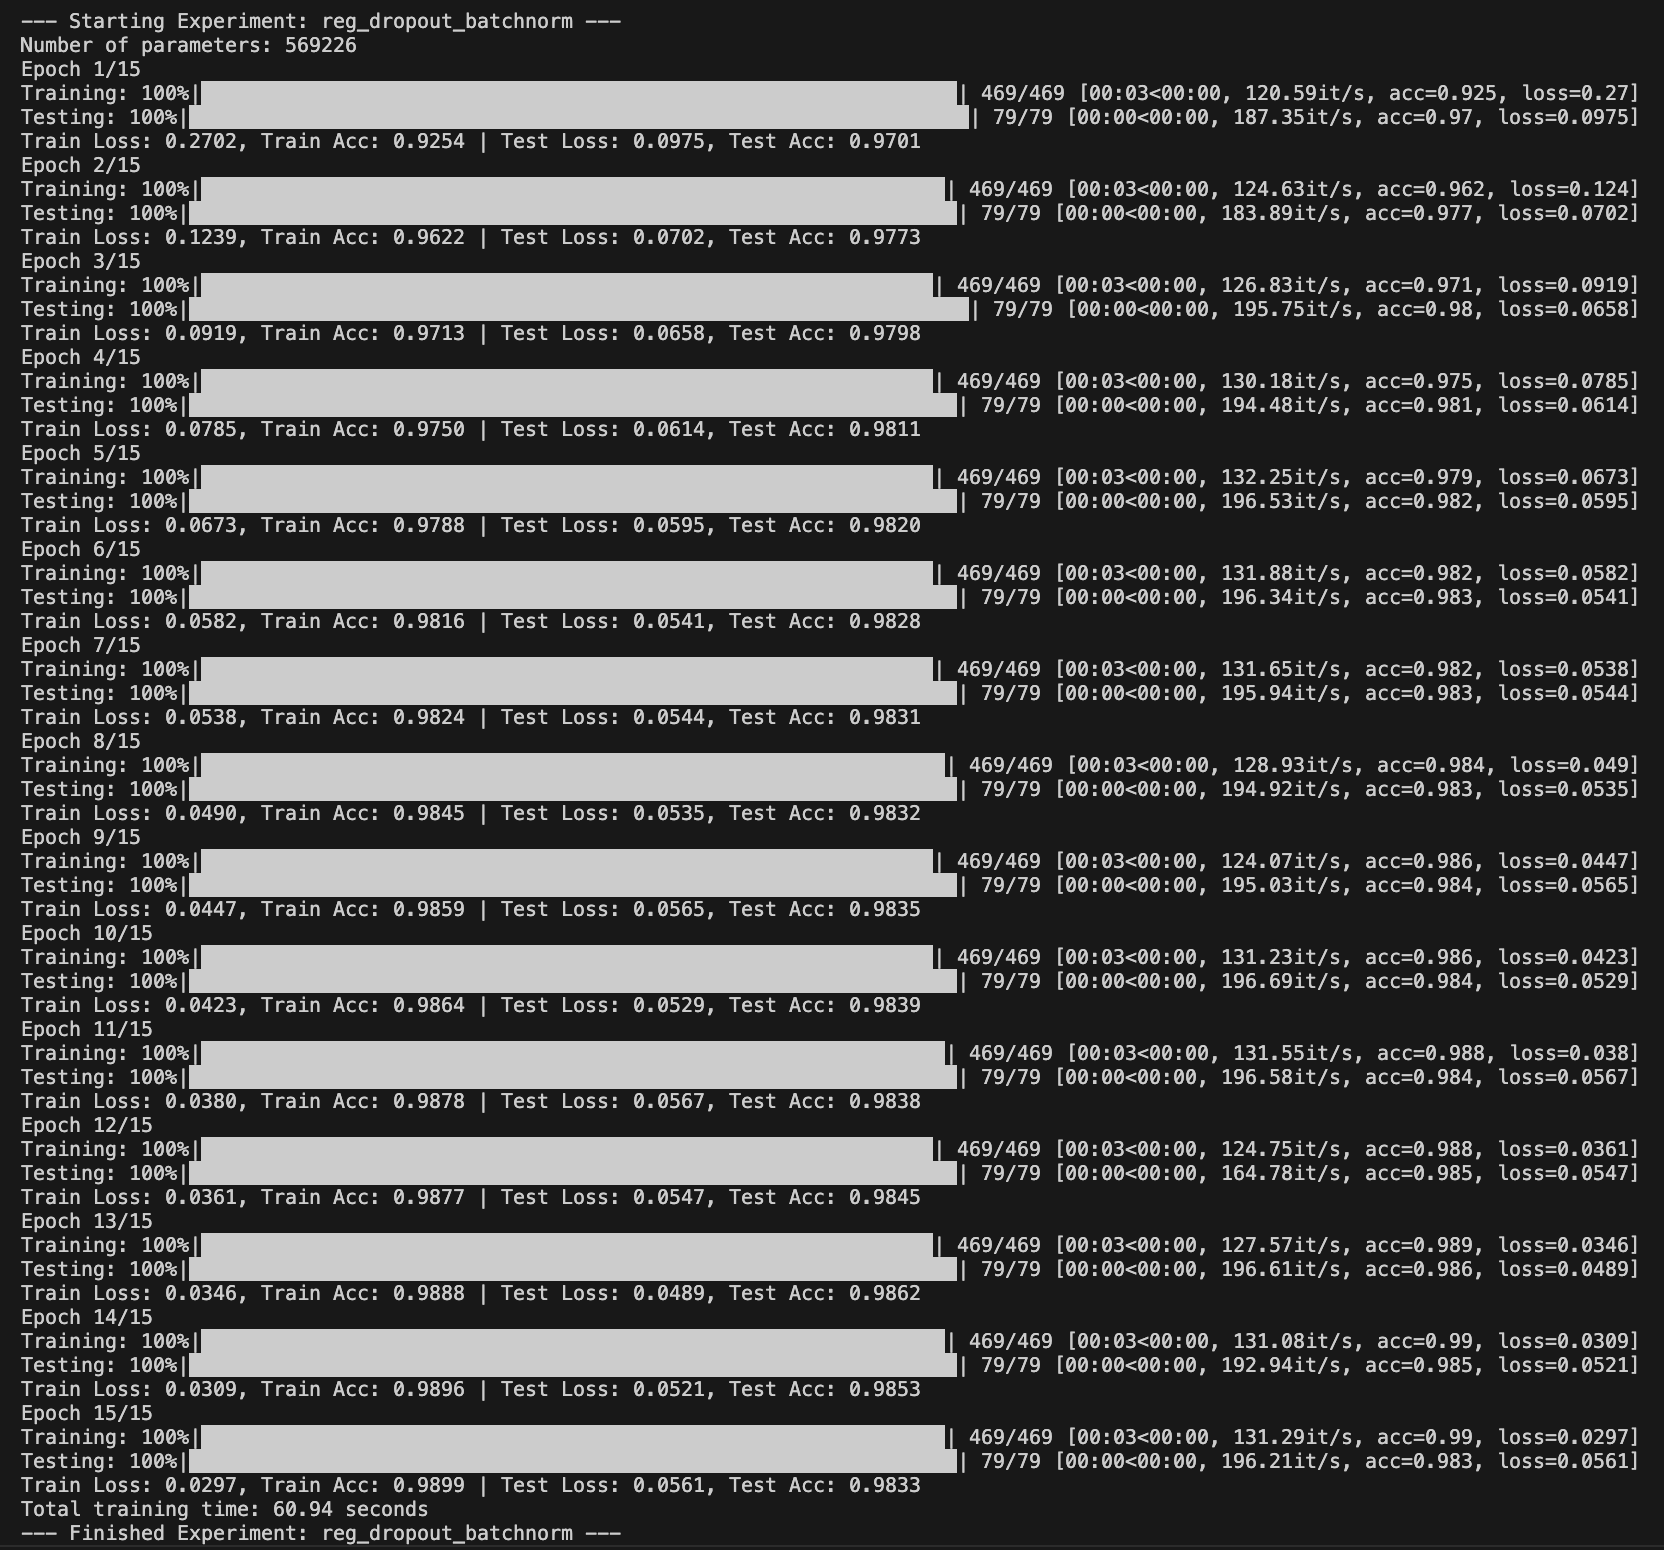 --- Starting Experiment: reg_dropout_batchnorm ---
Number of parameters: 569226
Epoch 1/15
Training: 100%|| 469/469 [00:03<00:00, 120.59it/s, acc=0.925, loss=0.27]
Testing: 100%|| 79/79 [00:00<00:00, 187.35it/s, acc=0.97, loss=0.0975]
Train Loss: 0.2702, Train Acc: 0.9254 | Test Loss: 0.0975, Test Acc: 0.9701
Epoch 2/15
Training: 100%|| 469/469 [00:03<00:00, 124.63it/s, acc=0.962, loss=0.124]
Testing: 100%|| 79/79 [00:00<00:00, 183.89it/s, acc=0.977, loss=0.0702]
Train Loss: 0.1239, Train Acc: 0.9622 | Test Loss: 0.0702, Test Acc: 0.9773
Epoch 3/15
Training: 100%|| 469/469 [00:03<00:00, 126.83it/s, acc=0.971, loss=0.0919]
Testing: 100%|| 79/79 [00:00<00:00, 195.75it/s, acc=0.98, loss=0.0658]
Train Loss: 0.0919, Train Acc: 0.9713 | Test Loss: 0.0658, Test Acc: 0.9798
Epoch 4/15
Training: 100%|| 469/469 [00:03<00:00, 130.18it/s, acc=0.975, loss=0.0785]
Testing: 100%|| 79/79 [00:00<00:00, 194.48it/s, acc=0.981, loss=0.0614]
Train Loss: 0.0785, Train Acc: 0.9750 | Test Loss: 0.0614, Test Acc: 0.9811
Epoch 5/15
Training: 100%|| 469/469 [00:03<00:00, 132.25it/s, acc=0.979, loss=0.0673]
Testing: 100%|| 79/79 [00:00<00:00, 196.53it/s, acc=0.982, loss=0.0595]
Train Loss: 0.0673, Train Acc: 0.9788 | Test Loss: 0.0595, Test Acc: 0.9820
Epoch 6/15
Training: 100%|| 469/469 [00:03<00:00, 131.88it/s, acc=0.982, loss=0.0582]
Testing: 100%|| 79/79 [00:00<00:00, 196.34it/s, acc=0.983, loss=0.0541]
Train Loss: 0.0582, Train Acc: 0.9816 | Test Loss: 0.0541, Test Acc: 0.9828
Epoch 7/15
Training: 100%|| 469/469 [00:03<00:00, 131.65it/s, acc=0.982, loss=0.0538]
Testing: 100%|| 79/79 [00:00<00:00, 195.94it/s, acc=0.983, loss=0.0544]
Train Loss: 0.0538, Train Acc: 0.9824 | Test Loss: 0.0544, Test Acc: 0.9831
Epoch 8/15
Training: 100%|| 469/469 [00:03<00:00, 128.93it/s, acc=0.984, loss=0.049]
Testing: 100%|| 79/79 [00:00<00:00, 194.92it/s, acc=0.983, loss=0.0535]
Train Loss: 0.0490, Train Acc: 0.9845 | Test Loss: 0.0535, Test Acc: 0.9832
Epoch 9/15
Training: 100%|| 469/469 [00:03<00:00, 124.07it/s, acc=0.986, loss=0.0447]
Testing: 100%|| 79/79 [00:00<00:00, 195.03it/s, acc=0.984, loss=0.0565]
Train Loss: 0.0447, Train Acc: 0.9859 | Test Loss: 0.0565, Test Acc: 0.9835
Epoch 10/15
Training: 100%|| 469/469 [00:03<00:00, 131.23it/s, acc=0.986, loss=0.0423]
Testing: 100%|| 79/79 [00:00<00:00, 196.69it/s, acc=0.984, loss=0.0529]
Train Loss: 0.0423, Train Acc: 0.9864 | Test Loss: 0.0529, Test Acc: 0.9839
Epoch 11/15
Training: 100%|| 469/469 [00:03<00:00, 131.55it/s, acc=0.988, loss=0.038]
Testing: 100%|| 79/79 [00:00<00:00, 196.58it/s, acc=0.984, loss=0.0567]
Train Loss: 0.0380, Train Acc: 0.9878 | Test Loss: 0.0567, Test Acc: 0.9838
Epoch 12/15
Training: 100%|| 469/469 [00:03<00:00, 124.75it/s, acc=0.988, loss=0.0361]
Testing: 100%|| 79/79 [00:00<00:00, 164.78it/s, acc=0.985, loss=0.0547]
Train Loss: 0.0361, Train Acc: 0.9877 | Test Loss: 0.0547, Test Acc: 0.9845
Epoch 13/15
Training: 100%|| 469/469 [00:03<00:00, 127.57it/s, acc=0.989, loss=0.0346]
Testing: 100%|| 79/79 [00:00<00:00, 196.61it/s, acc=0.986, loss=0.0489]
Train Loss: 0.0346, Train Acc: 0.9888 | Test Loss: 0.0489, Test Acc: 0.9862
Epoch 14/15
Training: 100%|| 469/469 [00:03<00:00, 131.08it/s, acc=0.99, loss=0.0309]
Testing: 100%|| 79/79 [00:00<00:00, 192.94it/s, acc=0.985, loss=0.0521]
Train Loss: 0.0309, Train Acc: 0.9896 | Test Loss: 0.0521, Test Acc: 0.9853
Epoch 15/15
Training: 100%|| 469/469 [00:03<00:00, 131.29it/s, acc=0.99, loss=0.0297]
Testing: 100%|| 79/79 [00:00<00:00, 196.21it/s, acc=0.983, loss=0.0561]
Train Loss: 0.0297, Train Acc: 0.9899 | Test Loss: 0.0561, Test Acc: 0.9833
Total training time: 60.94 seconds
--- Finished Experiment: reg_dropout_batchnorm ---